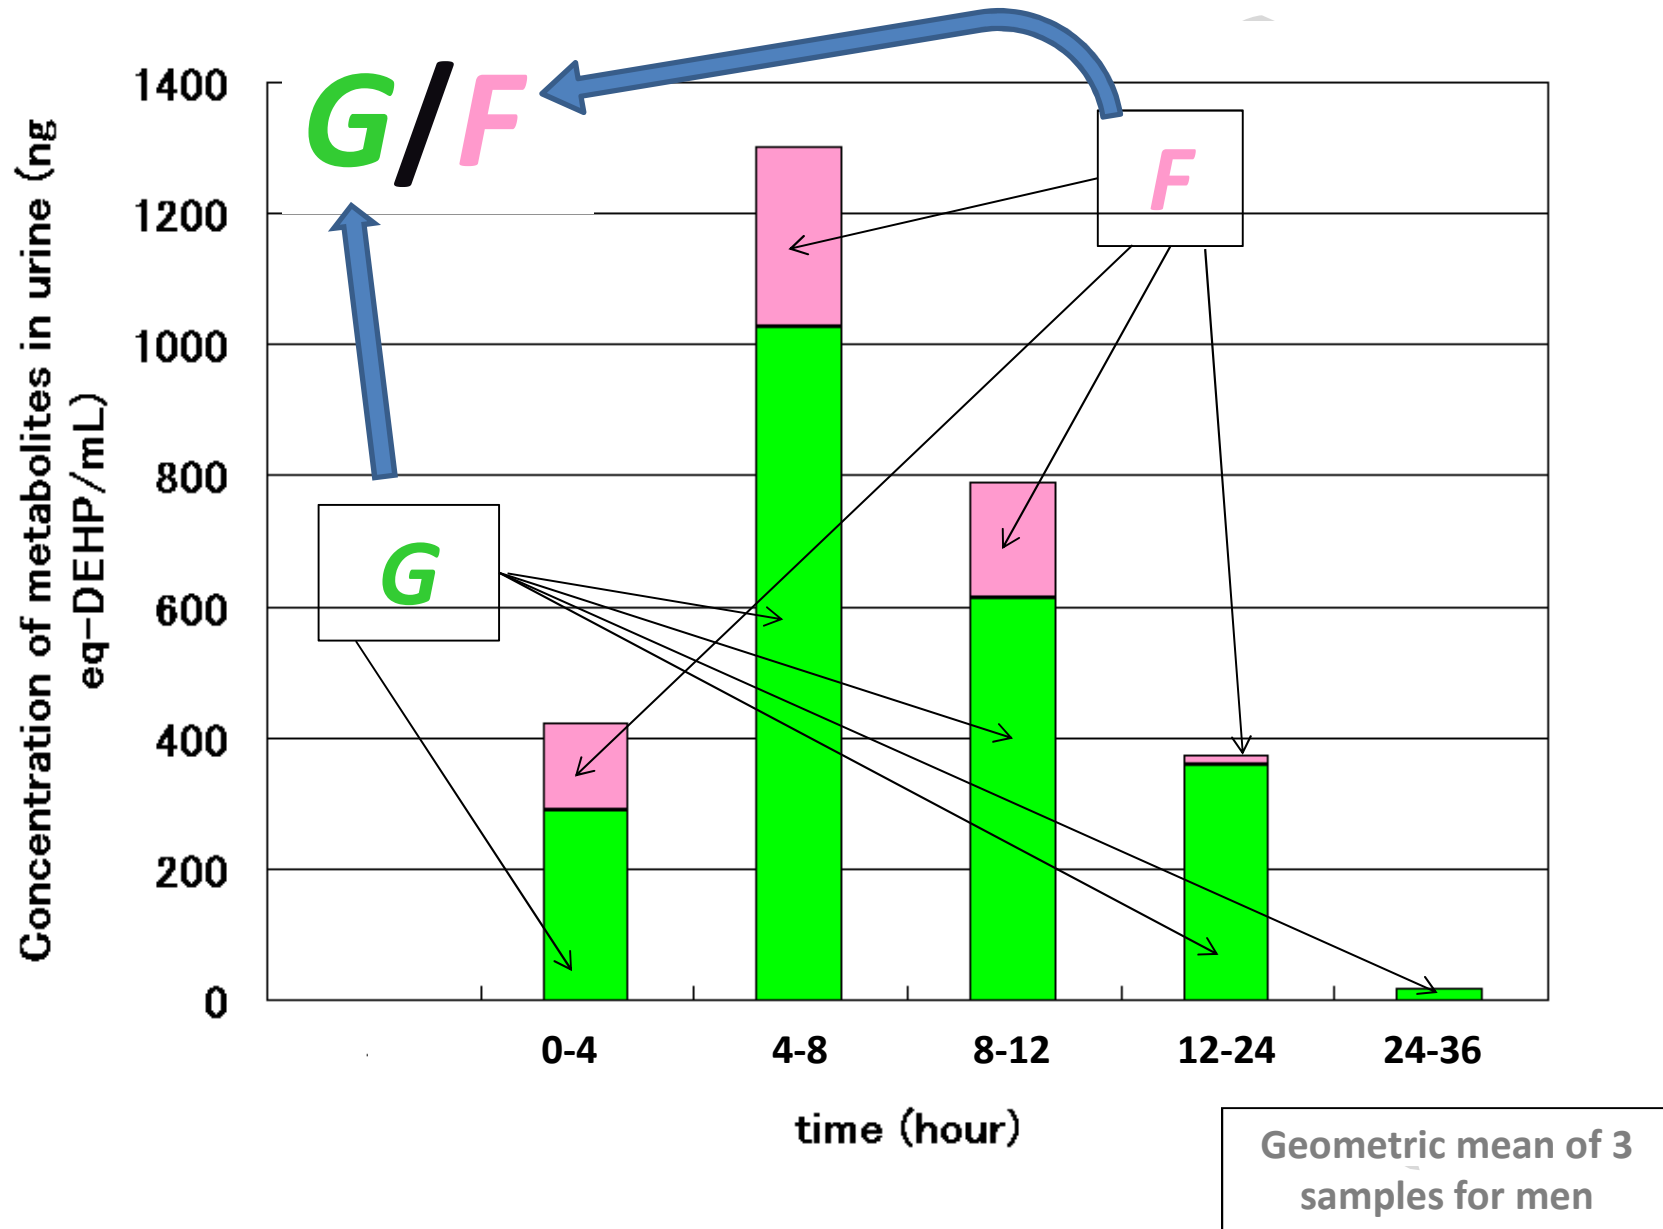 G/F
F
G
Concentration of metabolites in urine (ng
eq-DEHP/mL)
1400
1200
1000
800
600
400
200
0
0-4 4-8 8-12 12-24 24-36
time (hour)
Geometric mean of 3
samples for men